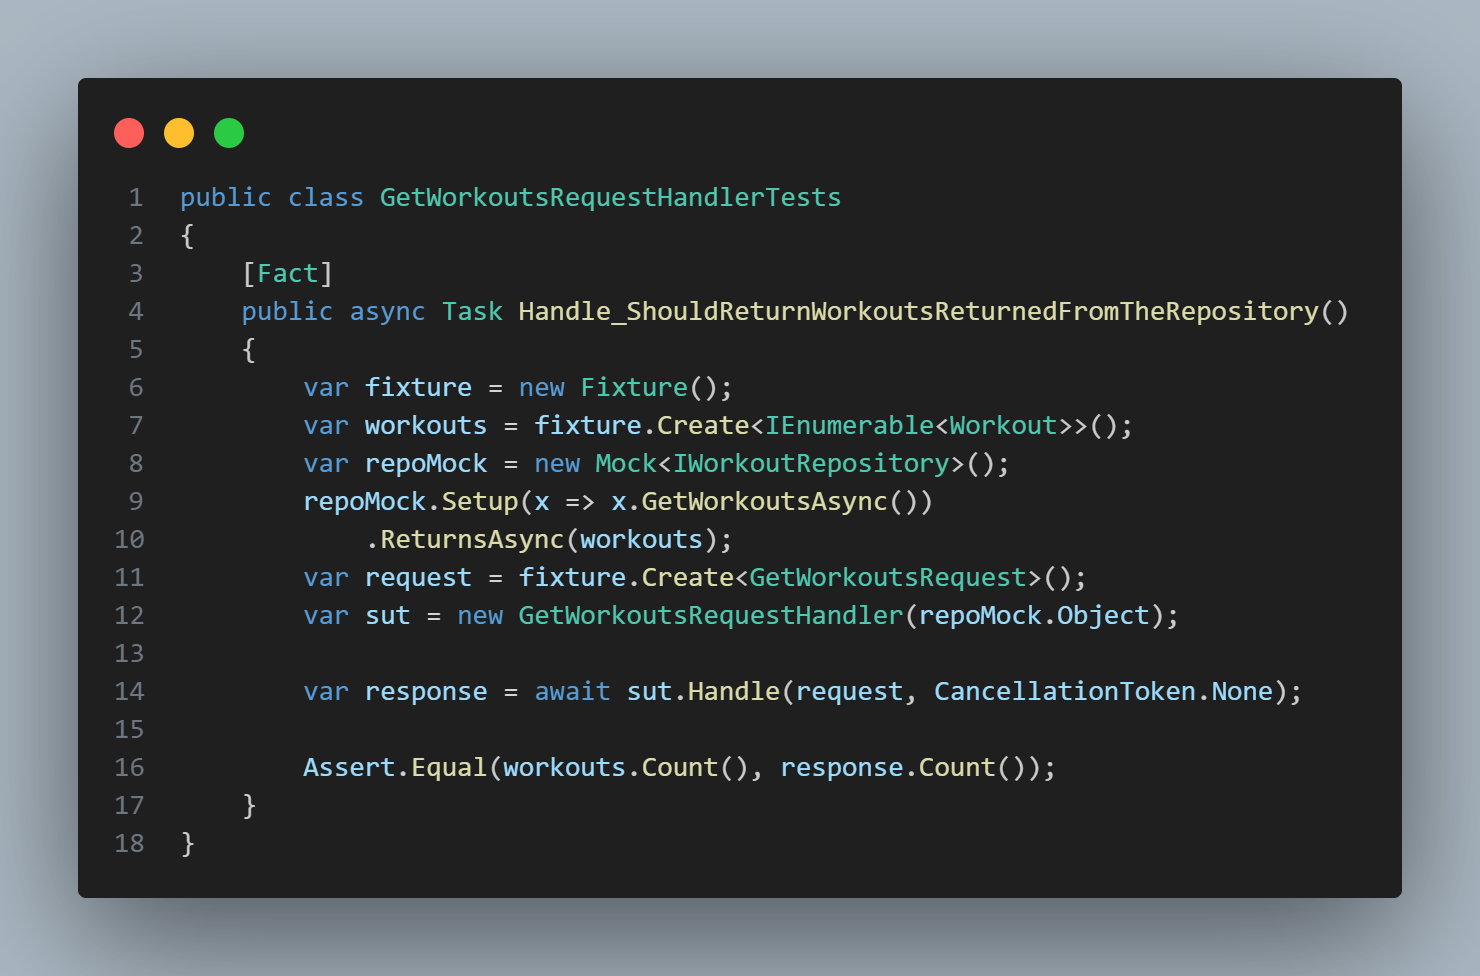 1 public class GetWorkoutsRequestHandlerTests
2 {
3     [Fact]
4     public async Task Handle_ShouldReturnWorkoutsReturnedFromTheRepository()
5     {
6         var fixture = new Fixture();
7         var workouts = fixture.Create<IEnumerable<Workout>>();
8         var repoMock = new Mock<IWorkoutRepository>();
9         repoMock.Setup(x => x.GetWorkoutsAsync())
10             .ReturnsAsync(workouts);
11         var request = fixture.Create<GetWorkoutsRequest>();
12         var sut = new GetWorkoutsRequestHandler(repoMock.Object);
13
14         var response = await sut.Handle(request, CancellationToken.None);
15
16         Assert.Equal(workouts.Count(), response.Count());
17     }
18 }